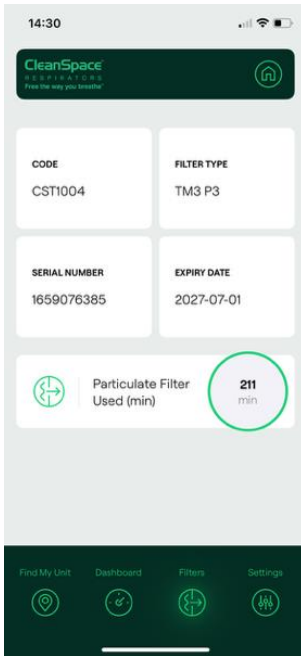 14:30
CleanSpace
RESPIRATORS
Free the way you breathe
CODE
CST1004
FILTER TYPE
TM3 P3
SERIAL NUMBER
1659076385
EXPIRY DATE
2027-07-01
Particulate Filter
Used (min)
211
min
Find My Unit
Dashboard
Filters
Settings